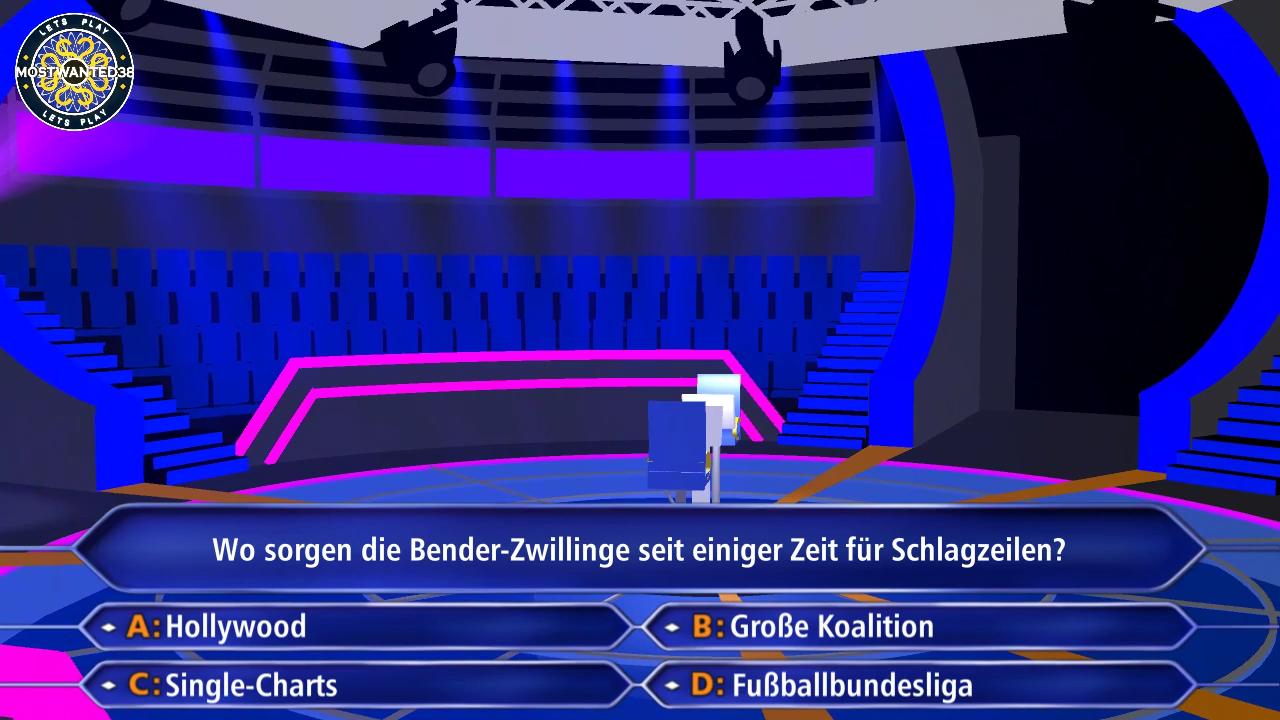 LETS PLAY
MOSTWANTED38
LETS PLAY
Wo sorgen die Bender-Zwillinge seit einiger Zeit für Schlagzeilen?
A: Hollywood
B: Große Koalition
C: Single-Charts
D: Fußballbundesliga